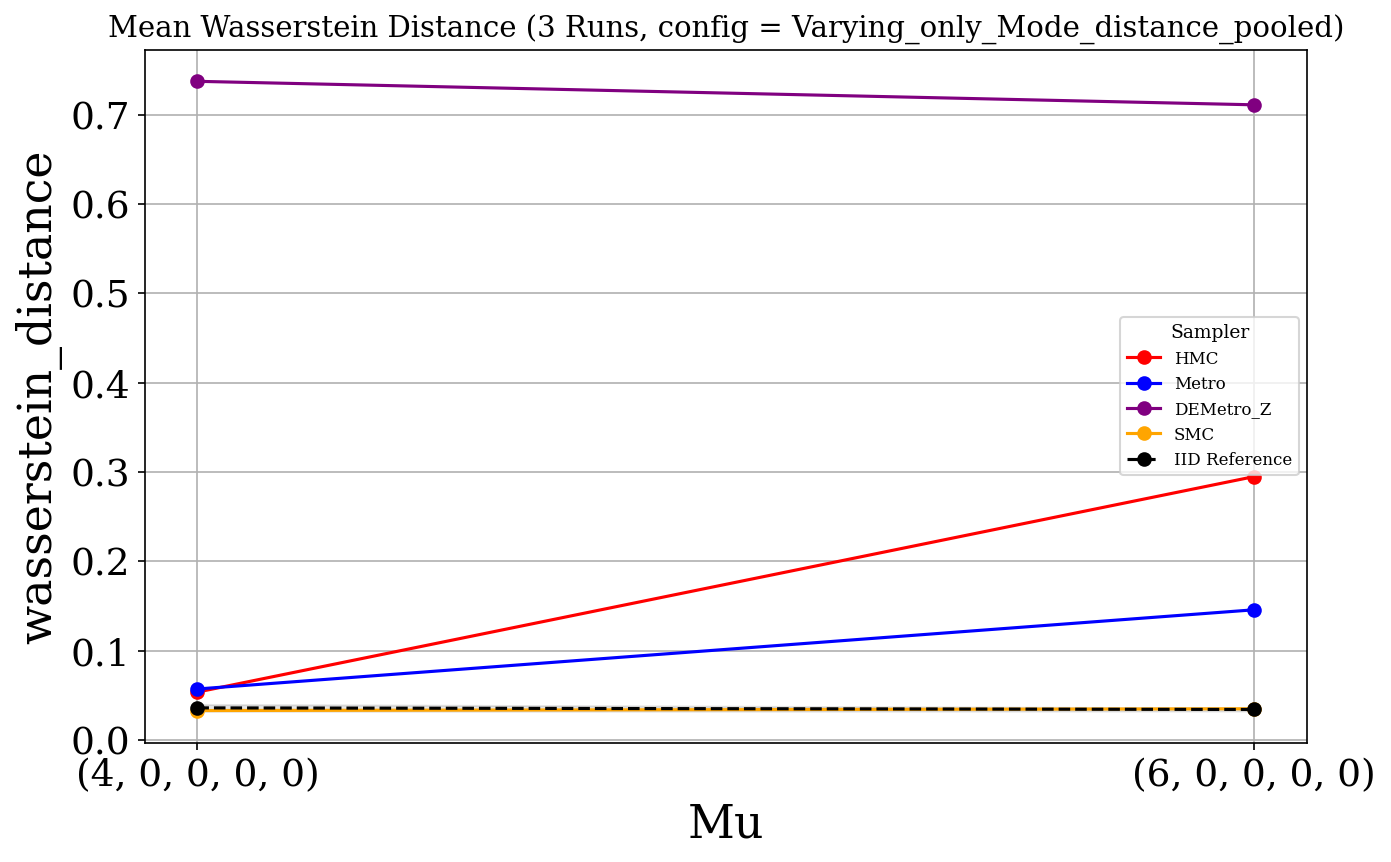 Mean Wasserstein Distance (3 Runs, config = Varying_only_Mode_distance_pooled)
wasserstein_distance
0.7
0.6
0.5
0.4
0.3
0.2
0.1
0.0
Sampler
HMC
Metro
DEMetro_Z
SMC
IID Reference
(4, 0, 0, 0, 0)
(6, 0, 0, 0, 0)
Mu